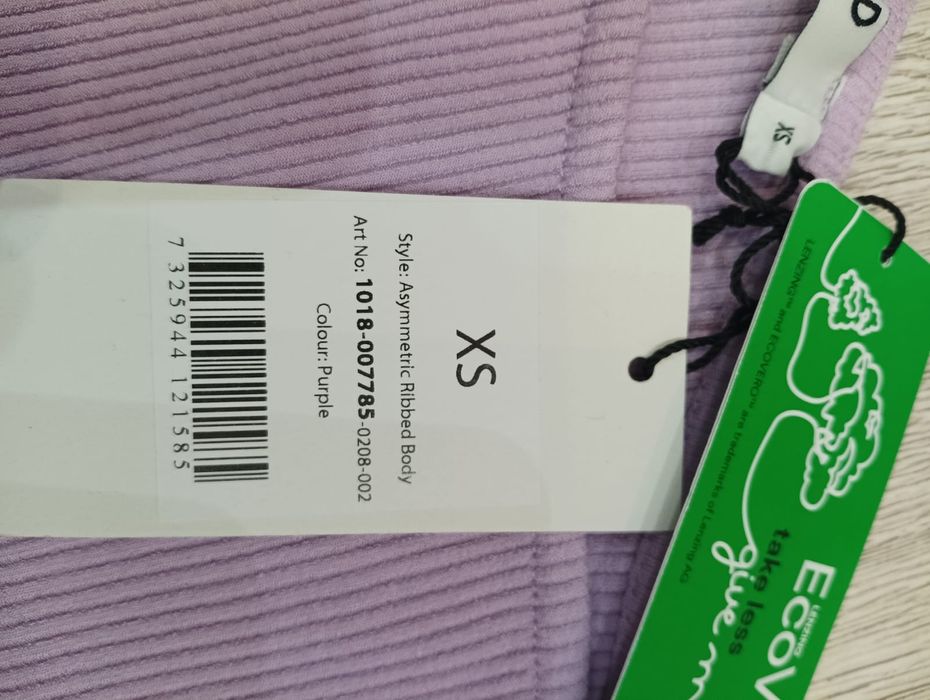 XS
Style: Asymmetric Ribbed Body
Art No: 1018-007785-0208-002
Colour: Purple
7 325944 121585
XS
LENZING™ and ECOVERO™ are trademarks of Lenzing AG
take less
give
LENZING